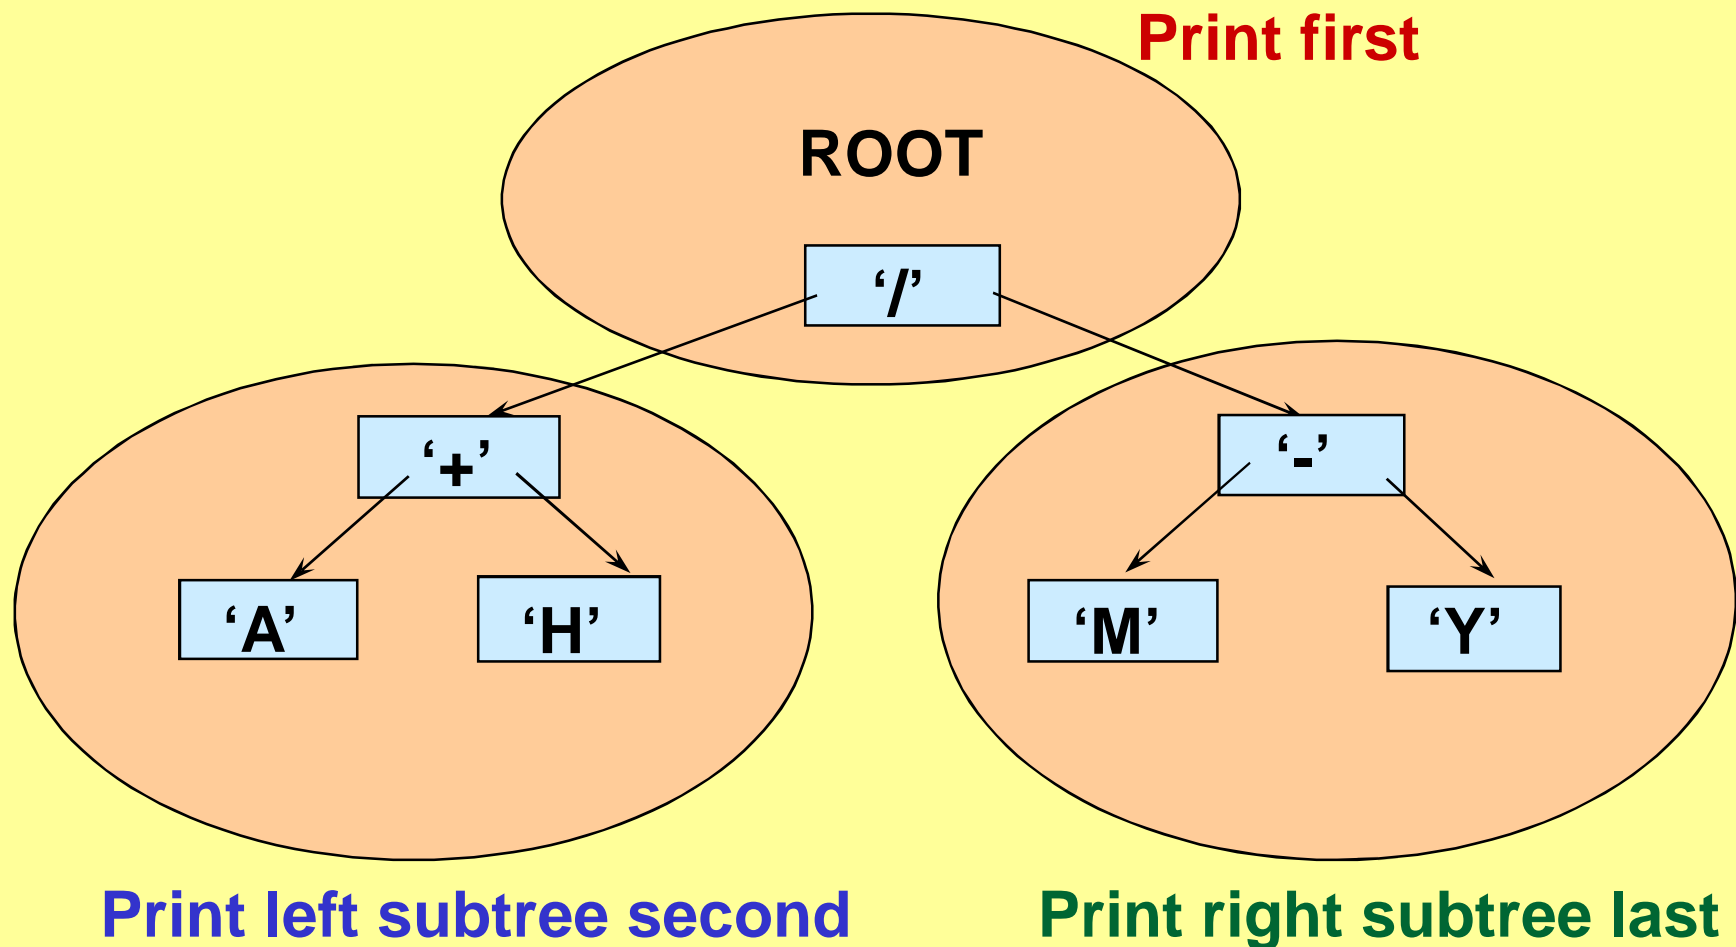 Print first
ROOT
‘/’
‘+’ ‘-’
‘A’ ‘H’ ‘M’ ‘Y’
Print left subtree second Print right subtree last